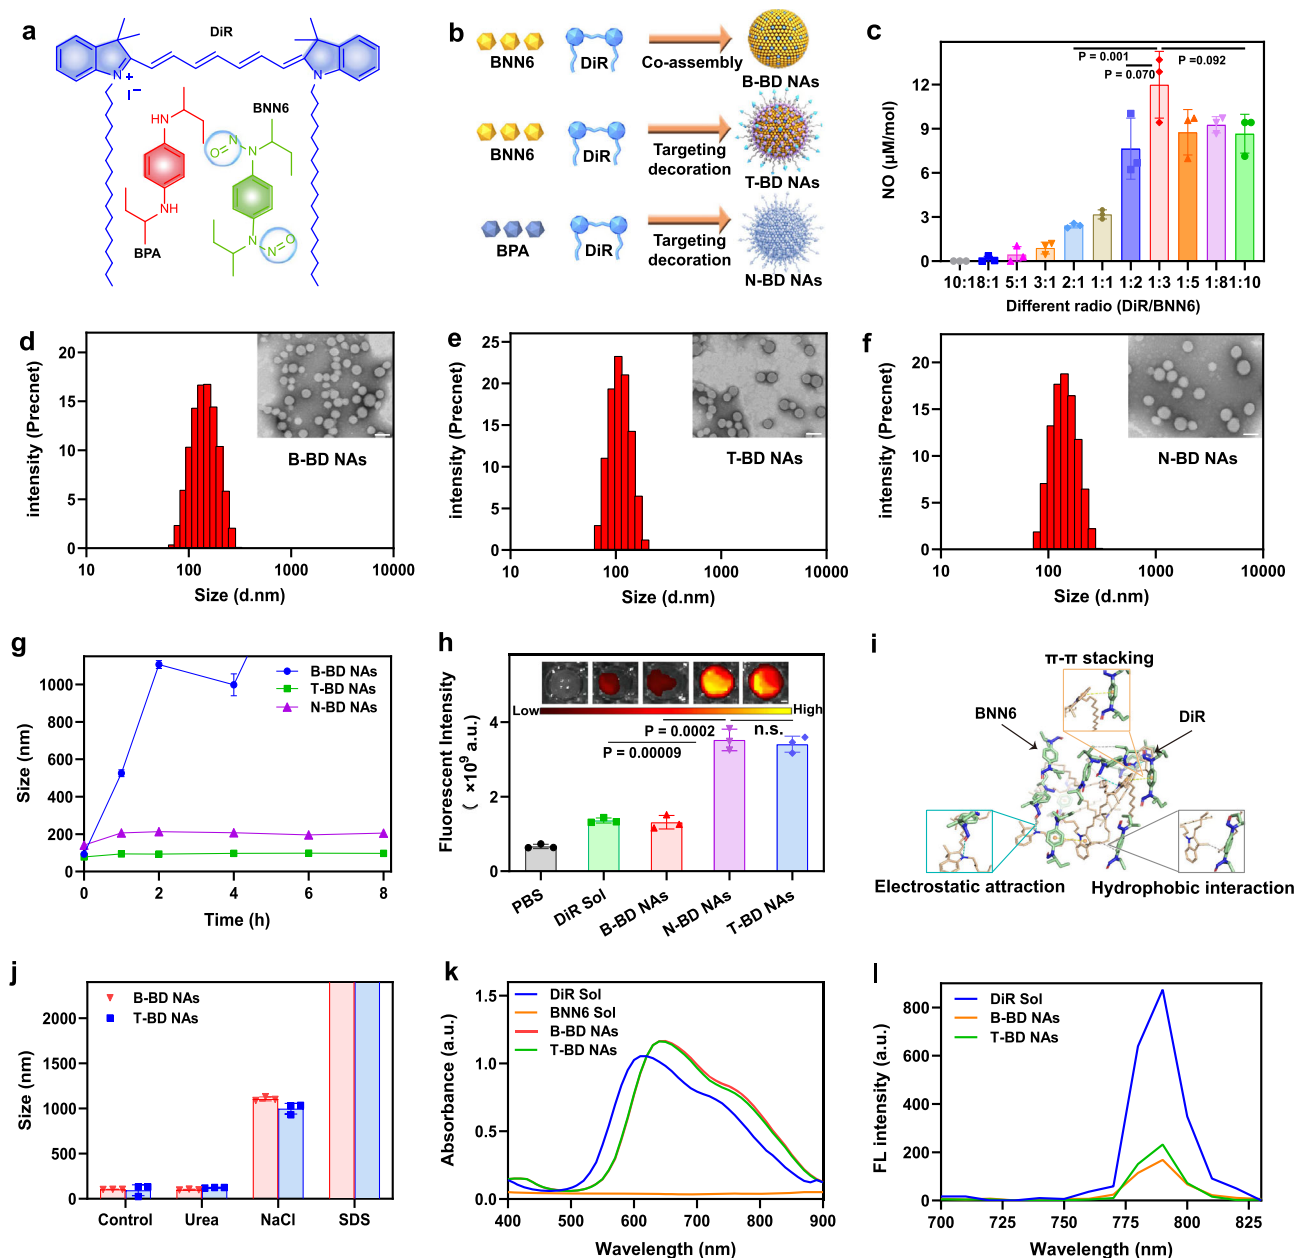 a
DiR
N
+
I⁻
N
HN
BNN6
N
O
N
NH
N
N
O
BPA
b
BNN6
DiR
Co-assembly
B-BD NAs
BNN6
DiR
Targeting
decoration
T-BD NAs
BPA
DiR
Targeting
decoration
N-BD NAs
c
NO (μM/mol)
12
9
6
3
0
P = 0.001
P = 0.070
P =0.092
10:1 8:1 5:1 3:1 2:1 1:1 1:2 1:3 1:5 1:8 1:10
Different radio (DiR/BNN6)
d
intensity (Precnet)
20
15
10
5
0
B-BD NAs
10 100 1000 10000
Size (d.nm)
e
intensity (Precnet)
25
20
15
10
5
0
T-BD NAs
10 100 1000 10000
Size (d.nm)
f
intensity (Precnet)
20
15
10
5
0
N-BD NAs
10 100 1000 10000
Size (d.nm)
g
Size (nm)
1000
800
600
400
200
0
B-BD NAs
T-BD NAs
N-BD NAs
0 2 4 6 8
Time (h)
h
Fluorescent Intensity
( ×10⁹ a.u.)
4
2
0
Low
High
P = 0.0002
n.s.
P = 0.00009
PBS
DiR Sol
B-BD NAs
N-BD NAs
T-BD NAs
i
π-π stacking
BNN6
DiR
Electrostatic attraction
Hydrophobic interaction
j
Size (nm)
2000
1500
1000
500
0
B-BD NAs
T-BD NAs
Control Urea NaCl SDS
k
Absorbance (a.u.)
1.5
1.0
0.5
0.0
DiR Sol
BNN6 Sol
B-BD NAs
T-BD NAs
400 500 600 700 800 900
Wavelength (nm)
l
FL intensity (a.u.)
800
600
400
200
0
DiR Sol
B-BD NAs
T-BD NAs
700 725 750 775 800 825
Wavelength (nm)